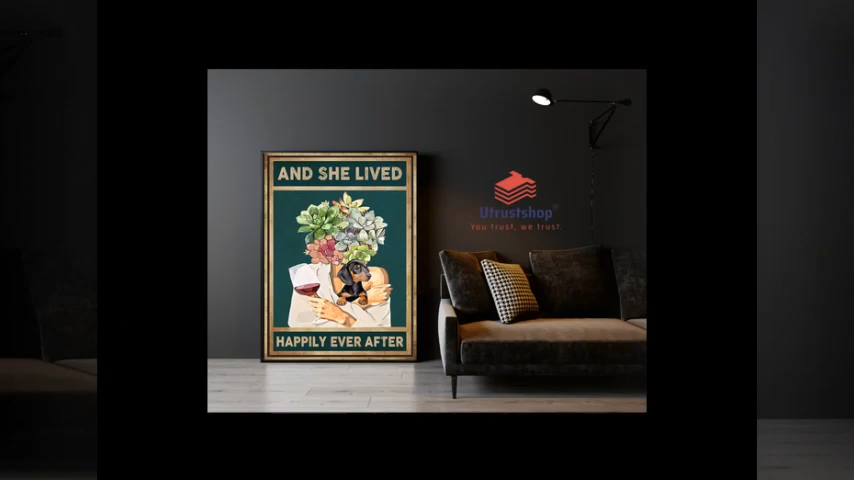 AND SHE LIVED
HAPPILY EVER AFTER
Utrustshop®
You trust, we trust.